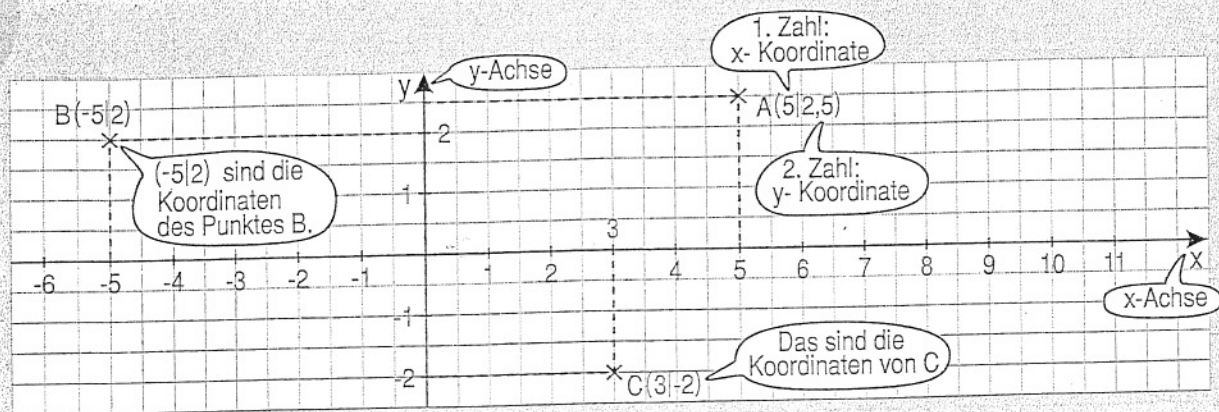 1. Zahl:
x- Koordinate
y-Achse
y
B(-5|2)
A(5|2,5)
2
(-5|2) sind die
Koordinaten
des Punktes B.
2. Zahl:
y- Koordinate
1
3
-6 -5 -4 -3 -2 -1 1 2 4 5 6 7 8 9 10 11 x
x-Achse
-1
Das sind die
Koordinaten von C
-2
C(3|-2)